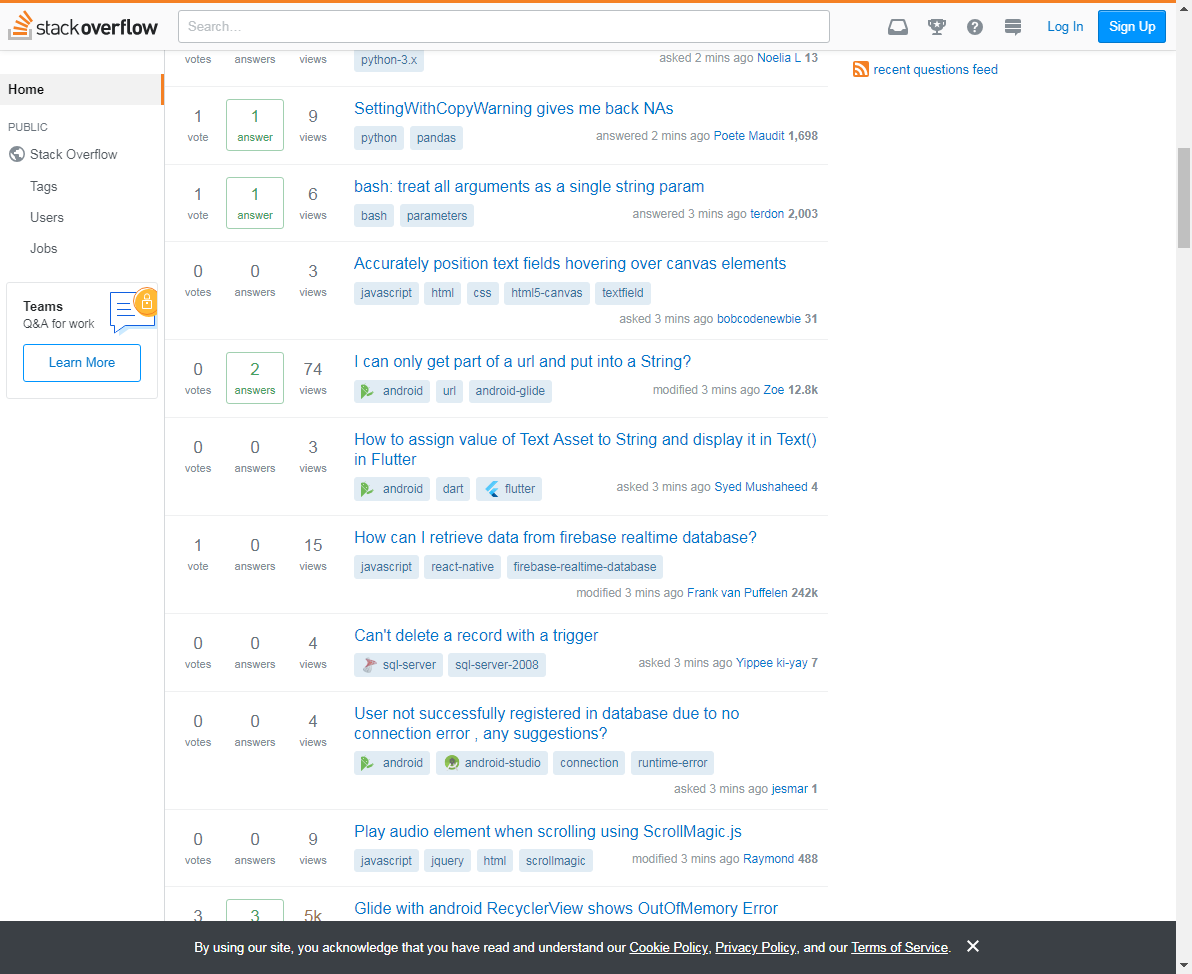 stackoverflow
Search...
Log In
Sign Up
Home
PUBLIC
Stack Overflow
Tags
Users
Jobs
Teams
Q&A for work
Learn More
votes answers views python-3.x asked 2 mins ago Noelia L 13
recent questions feed
1 vote 1 answer 9 views
SettingWithCopyWarning gives me back NAs
python pandas
answered 2 mins ago Poete Maudit 1,698
1 vote 1 answer 6 views
bash: treat all arguments as a single string param
bash parameters
answered 3 mins ago terdon 2,003
0 votes 0 answers 3 views
Accurately position text fields hovering over canvas elements
javascript html css html5-canvas textfield
asked 3 mins ago bobcodenewbie 31
0 votes 2 answers 74 views
I can only get part of a url and put into a String?
android url android-glide
modified 3 mins ago Zoe 12.8k
0 votes 0 answers 3 views
How to assign value of Text Asset to String and display it in Text()
in Flutter
android dart flutter
asked 3 mins ago Syed Mushaheed 4
1 vote 0 answers 15 views
How can I retrieve data from firebase realtime database?
javascript react-native firebase-realtime-database
modified 3 mins ago Frank van Puffelen 242k
0 votes 0 answers 4 views
Can't delete a record with a trigger
sql-server sql-server-2008
asked 3 mins ago Yippee ki-yay 7
0 votes 0 answers 4 views
User not successfully registered in database due to no
connection error , any suggestions?
android android-studio connection runtime-error
asked 3 mins ago jesmar 1
0 votes 0 answers 9 views
Play audio element when scrolling using ScrollMagic.js
javascript jquery html scrollmagic
modified 3 mins ago Raymond 488
3 3 5k
Glide with android RecyclerView shows OutOfMemory Error
By using our site, you acknowledge that you have read and understand our Cookie Policy, Privacy Policy, and our Terms of Service.